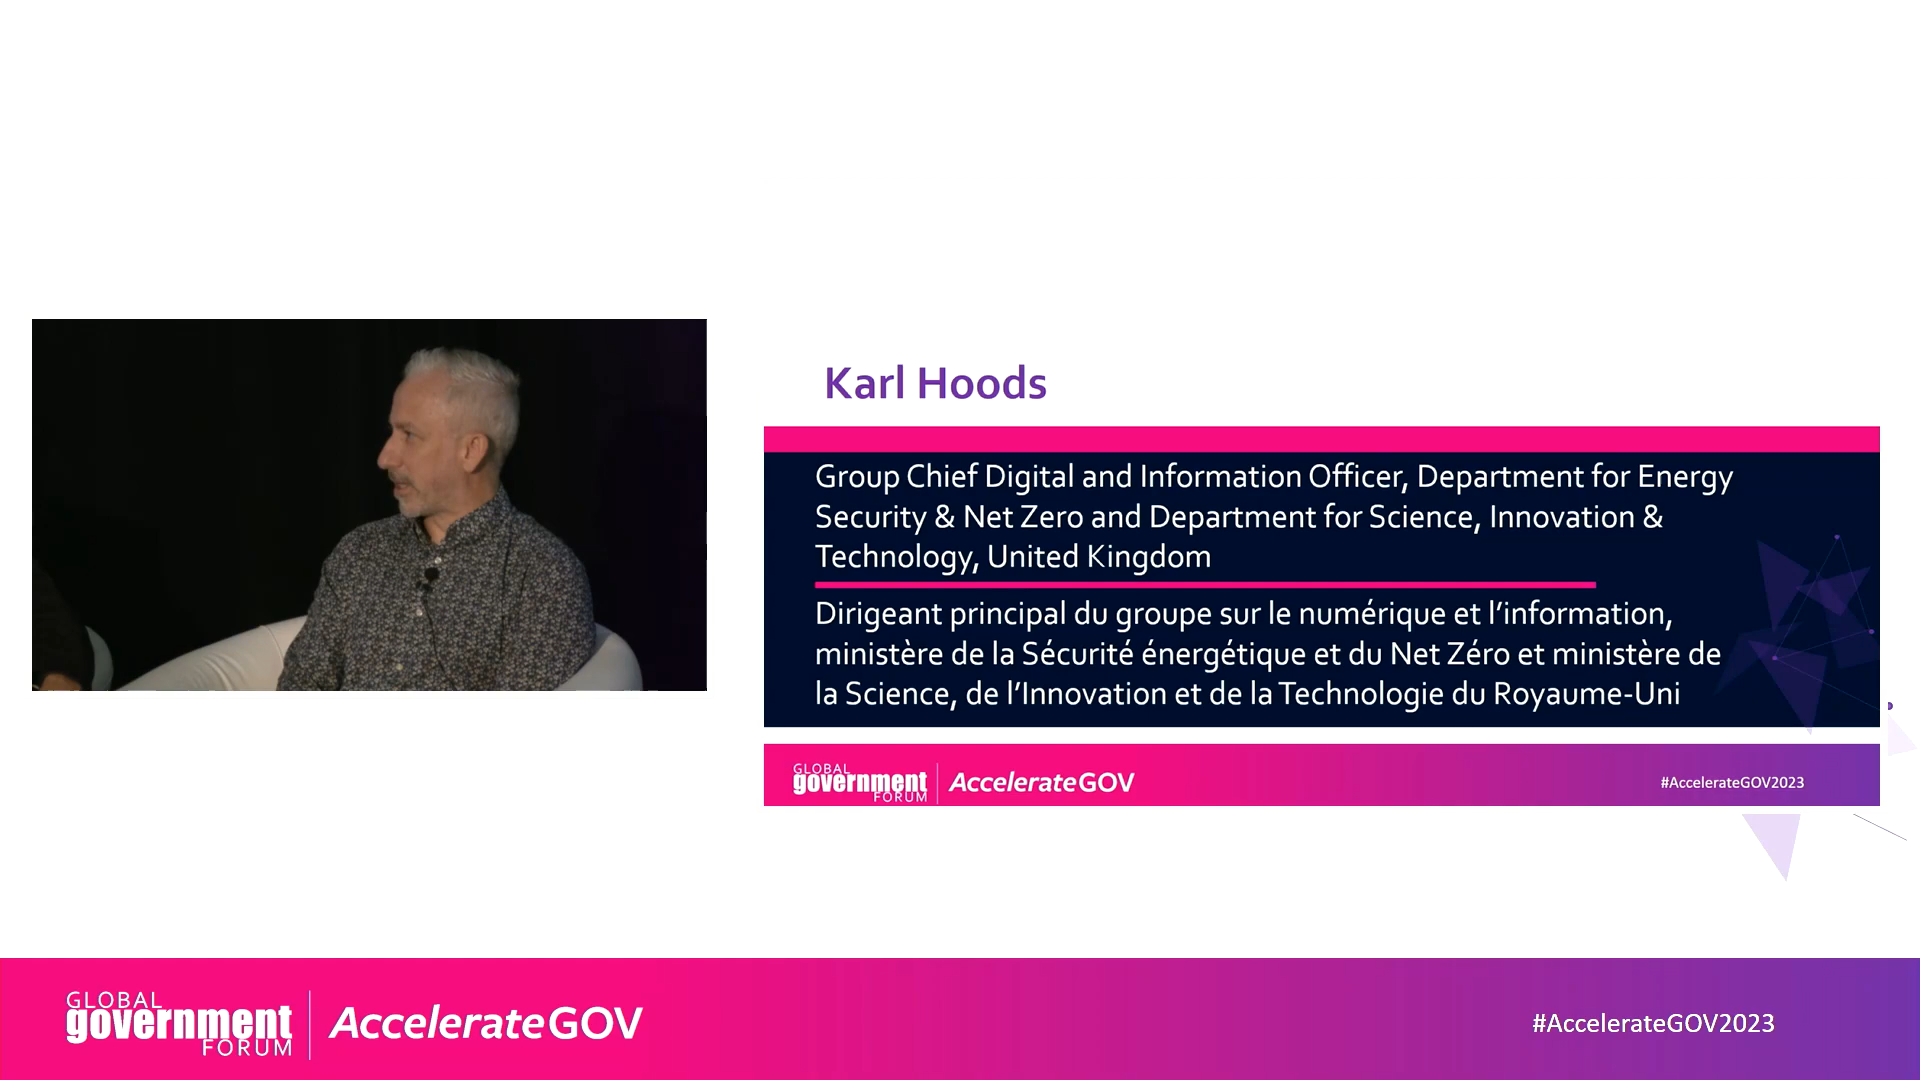 Karl Hoods
Group Chief Digital and Information Officer, Department for Energy
Security & Net Zero and Department for Science, Innovation &
Technology, United Kingdom
Dirigeant principal du groupe sur le numérique et l’information,
ministère de la Sécurité énergétique et du Net Zéro et ministère de
la Science, de l’Innovation et de la Technologie du Royaume-Uni
GLOBAL
government
FORUM
AccelerateGOV
#AccelerateGOV2023
GLOBAL
government
FORUM
AccelerateGOV
#AccelerateGOV2023